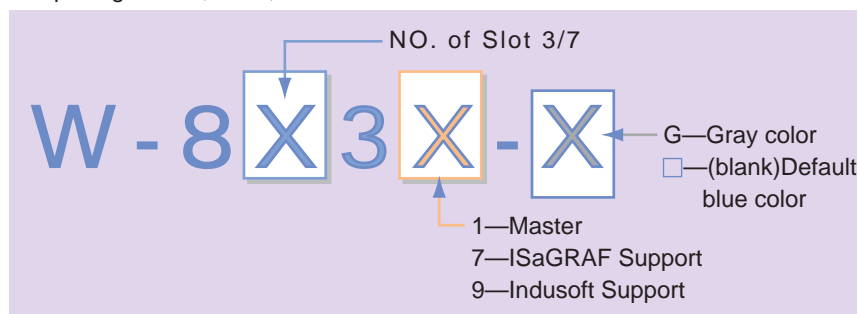 NO. of Slot 3/7
W - 8 X 3 X - X
G—Gray color
□—(blank)Default
blue color
1—Master
7—ISaGRAF Support
9—Indusoft Support